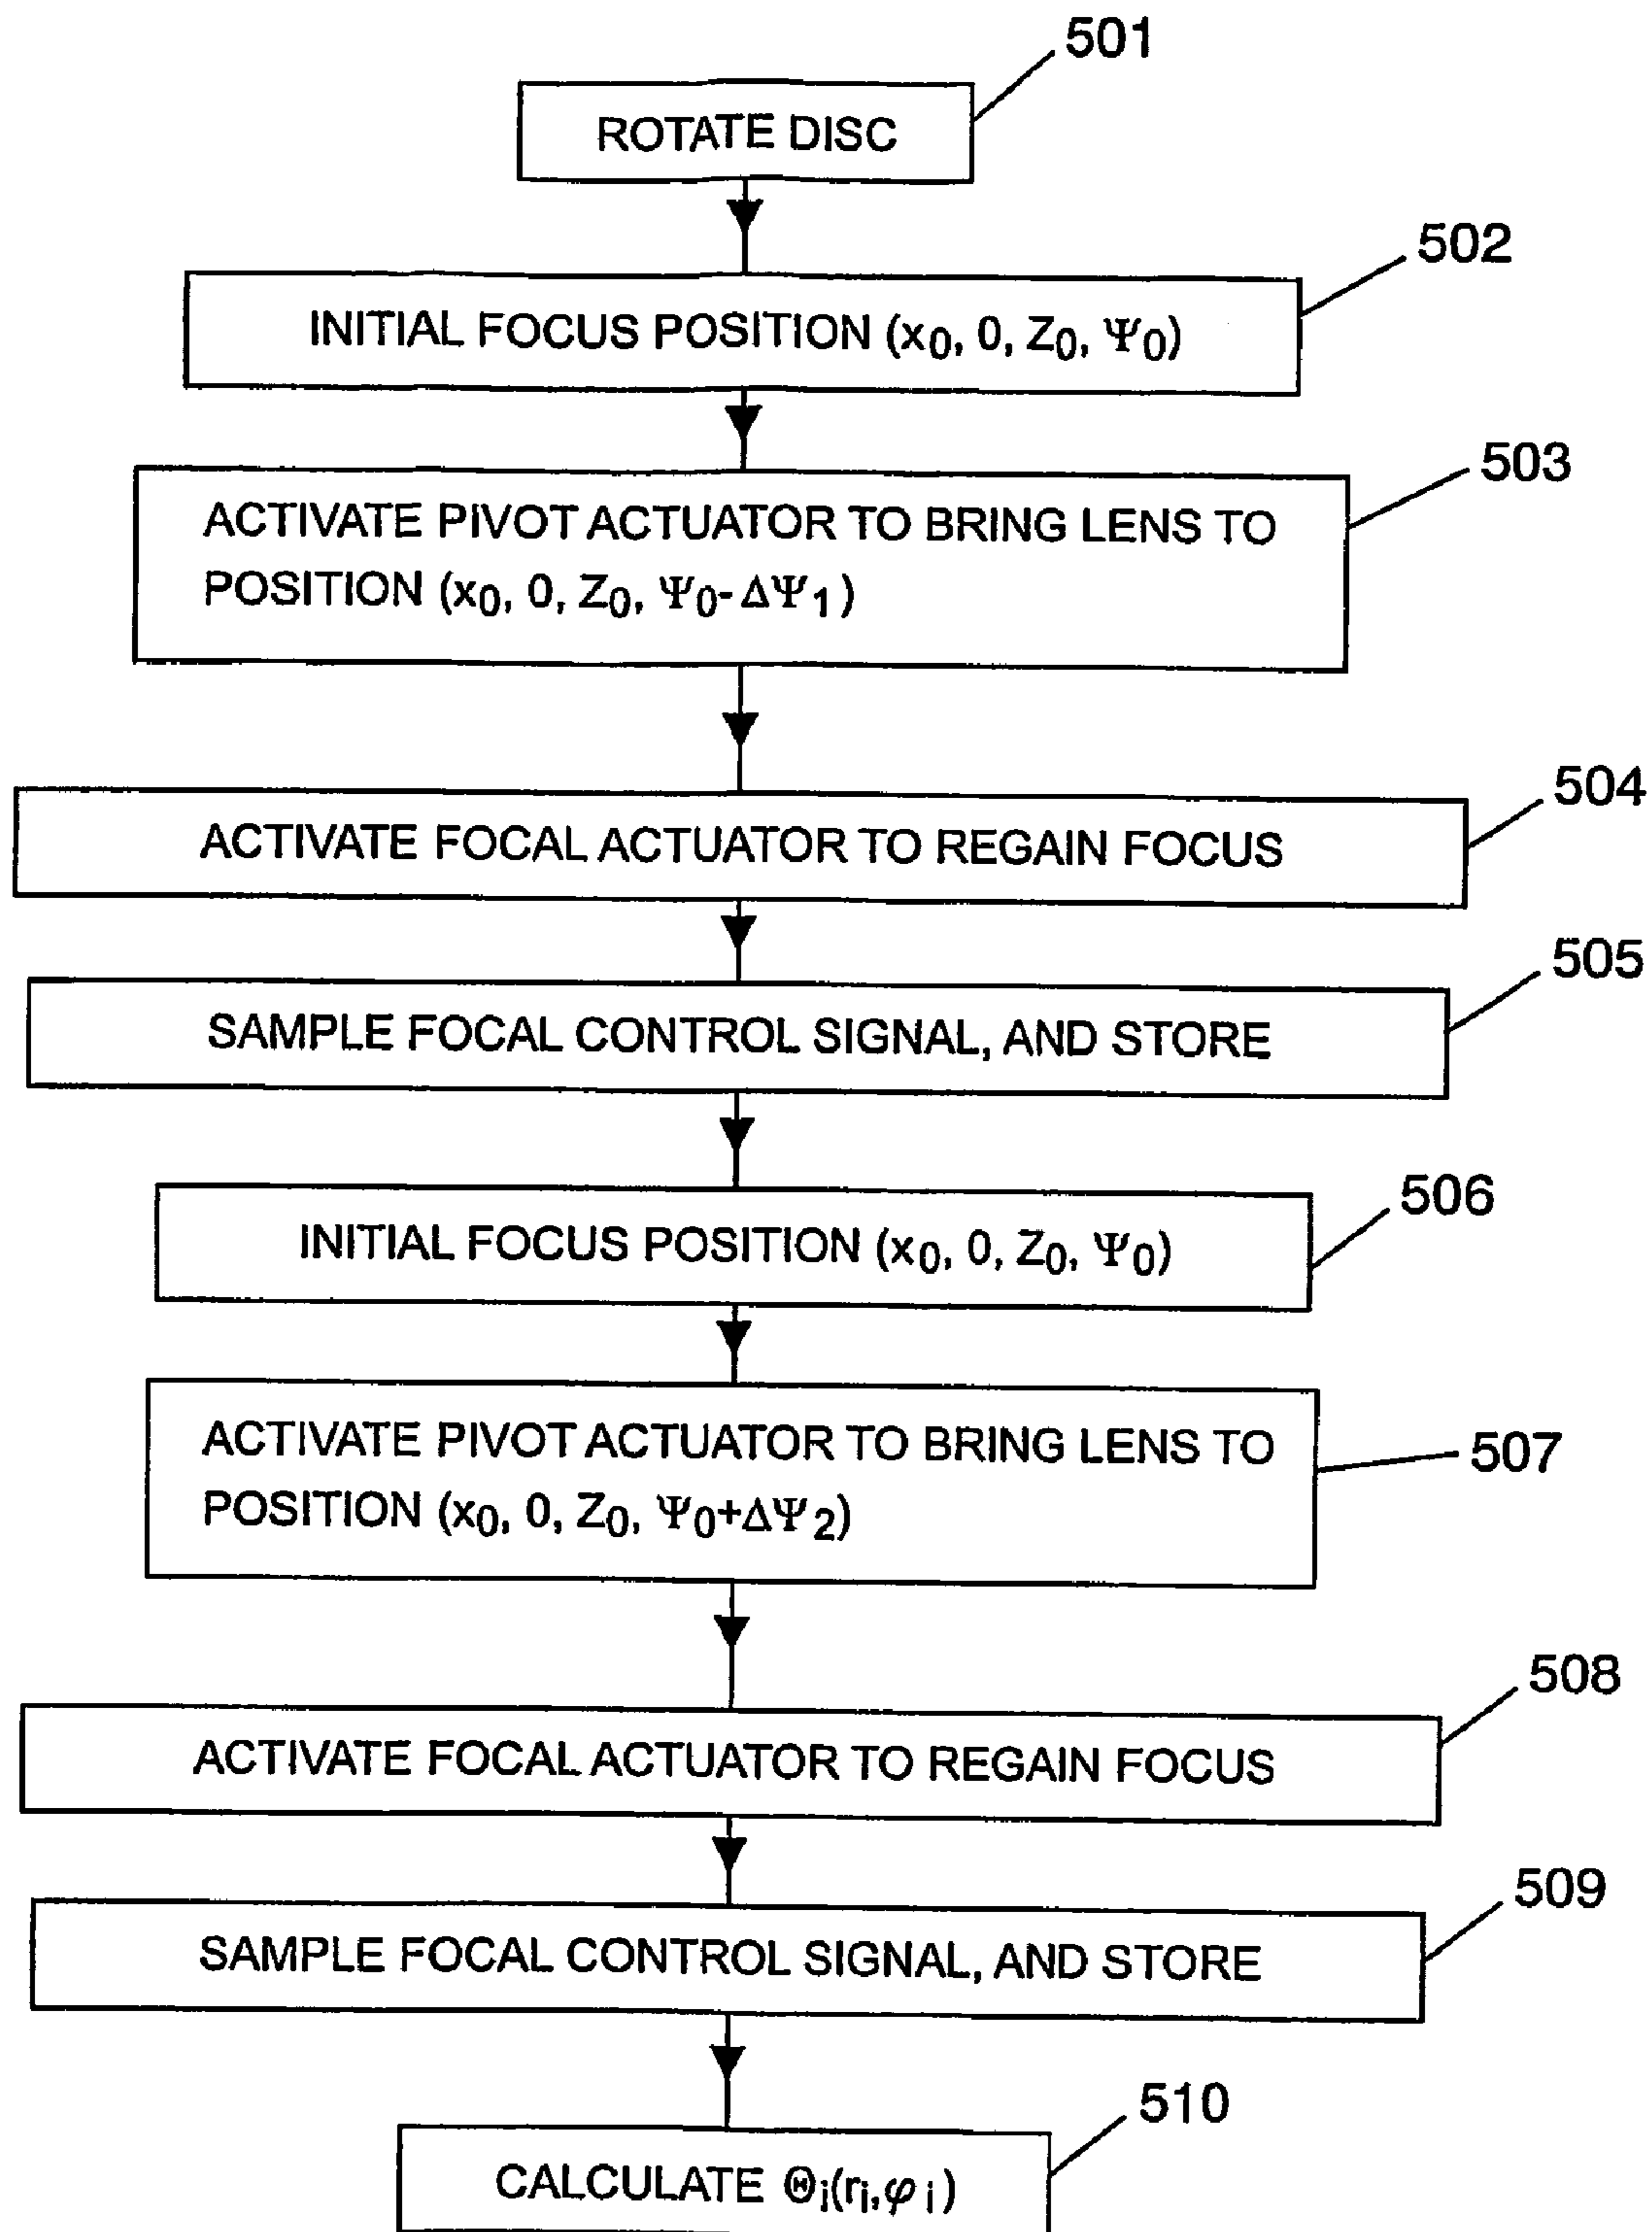 501
ROTATE DISC
502
INITIAL FOCUS POSITION (x₀, 0, Z₀, Ψ₀)
503
ACTIVATE PIVOT ACTUATOR TO BRING LENS TO
POSITION (x₀, 0, Z₀, Ψ₀-ΔΨ₁)
504
ACTIVATE FOCAL ACTUATOR TO REGAIN FOCUS
505
SAMPLE FOCAL CONTROL SIGNAL, AND STORE
506
INITIAL FOCUS POSITION (x₀, 0, Z₀, Ψ₀)
507
ACTIVATE PIVOT ACTUATOR TO BRING LENS TO
POSITION (x₀, 0, Z₀, Ψ₀+ΔΨ₂)
508
ACTIVATE FOCAL ACTUATOR TO REGAIN FOCUS
509
SAMPLE FOCAL CONTROL SIGNAL, AND STORE
510
CALCULATE Θᵢ(rᵢ,φᵢ)